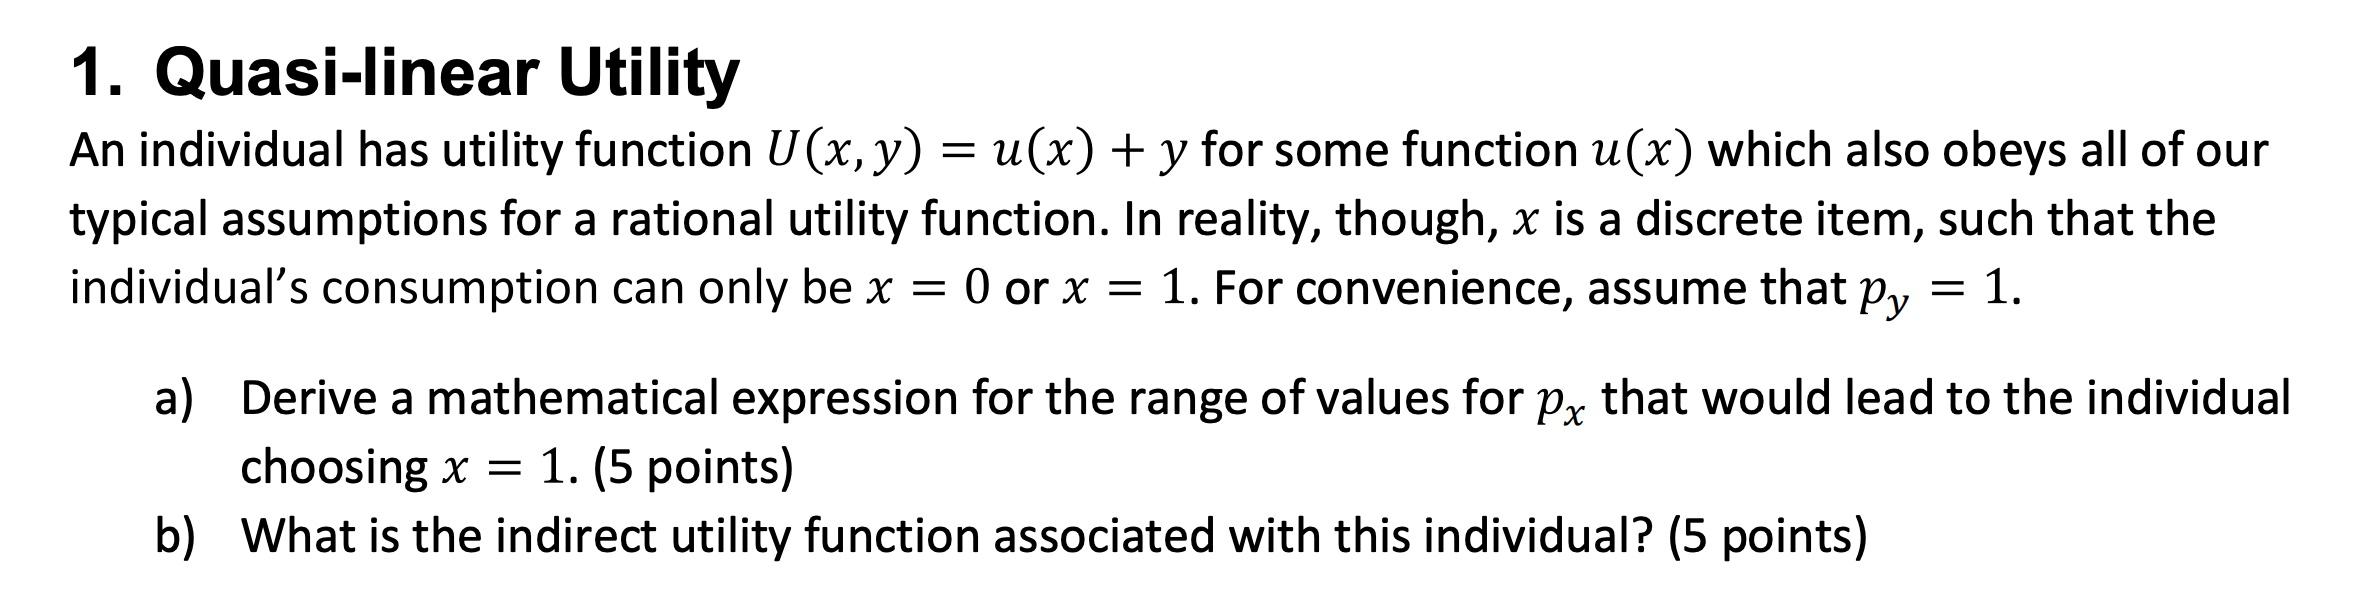 1. Quasi-linear Utility
An individual has utility function U(x, y) = u(x) + y for some function u(x) which also obeys all of our
typical assumptions for a rational utility function. In reality, though, x is a discrete item, such that the
individual’s consumption can only be x = 0 or x = 1. For convenience, assume that p_y = 1.
a) Derive a mathematical expression for the range of values for p_x that would lead to the individual
choosing x = 1. (5 points)
b) What is the indirect utility function associated with this individual? (5 points)